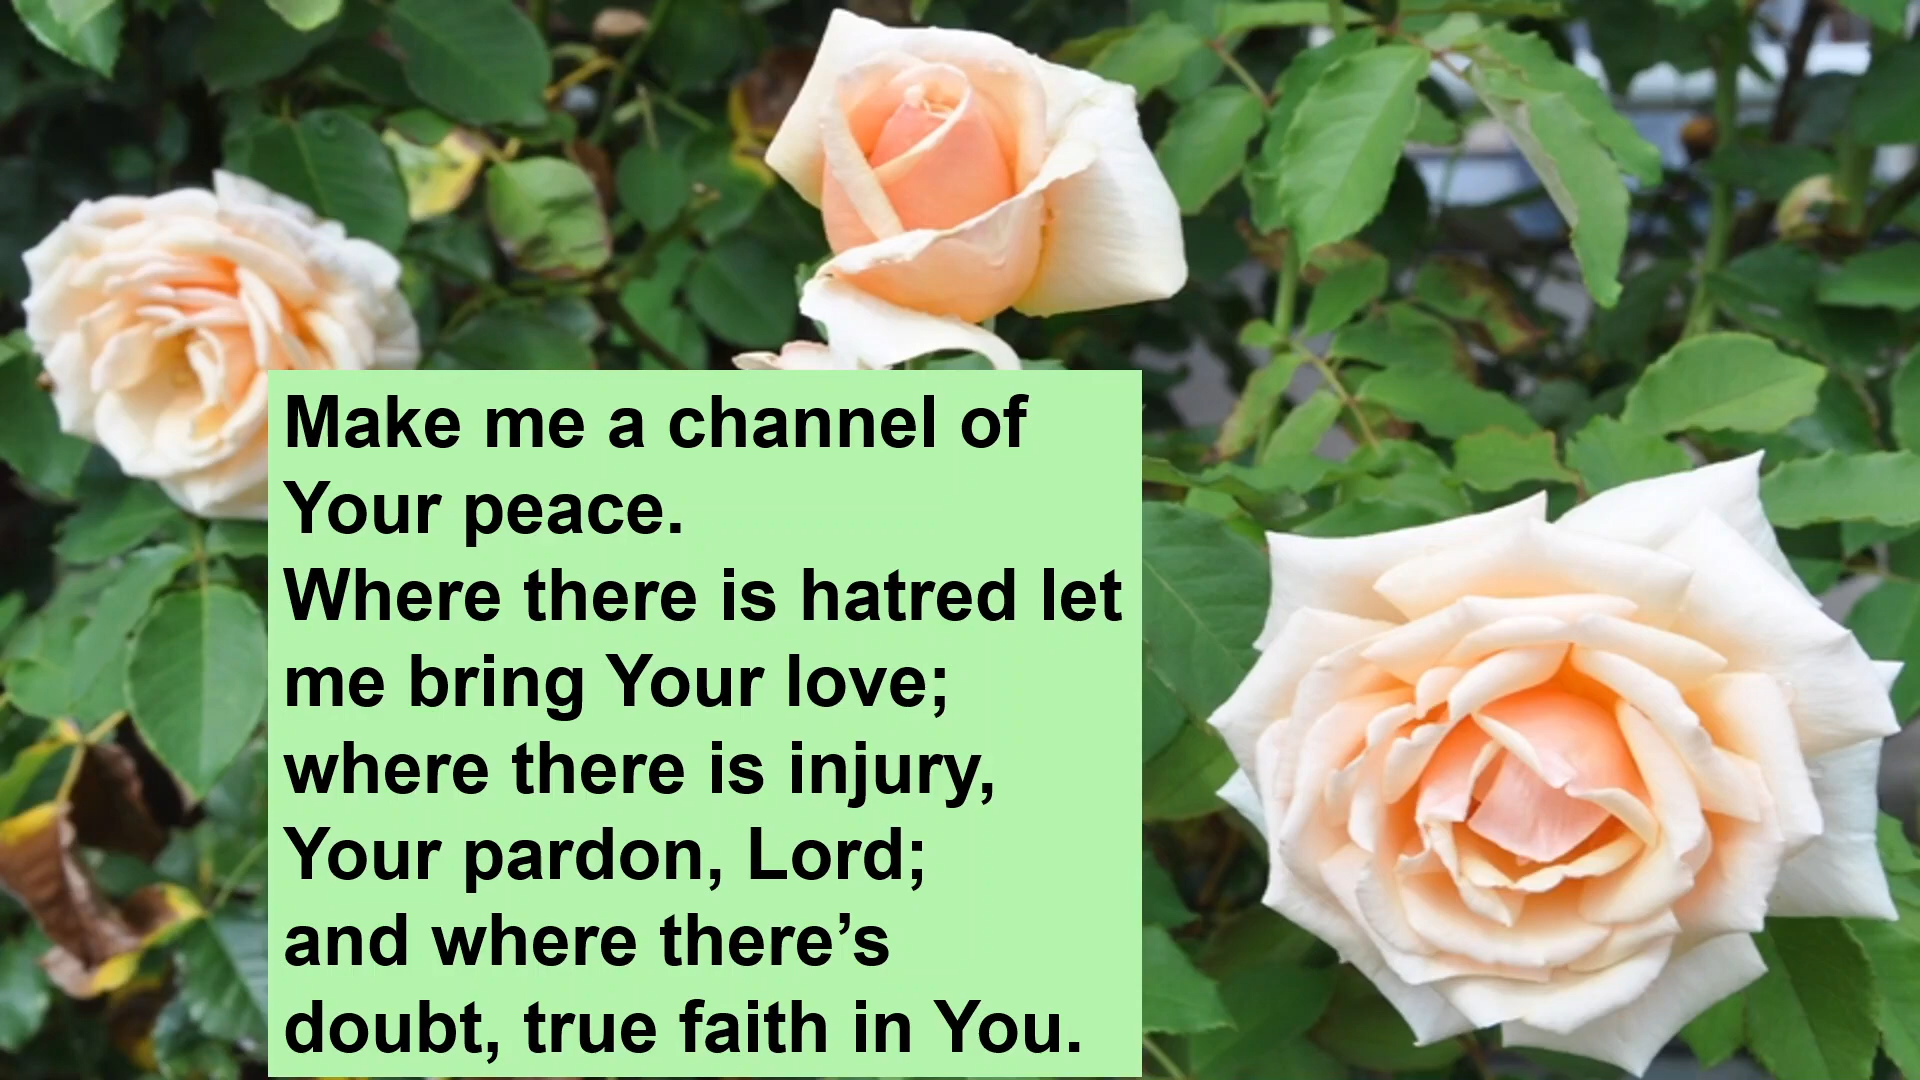 Make me a channel of
Your peace.
Where there is hatred let
me bring Your love;
where there is injury,
Your pardon, Lord;
and where there’s
doubt, true faith in You.